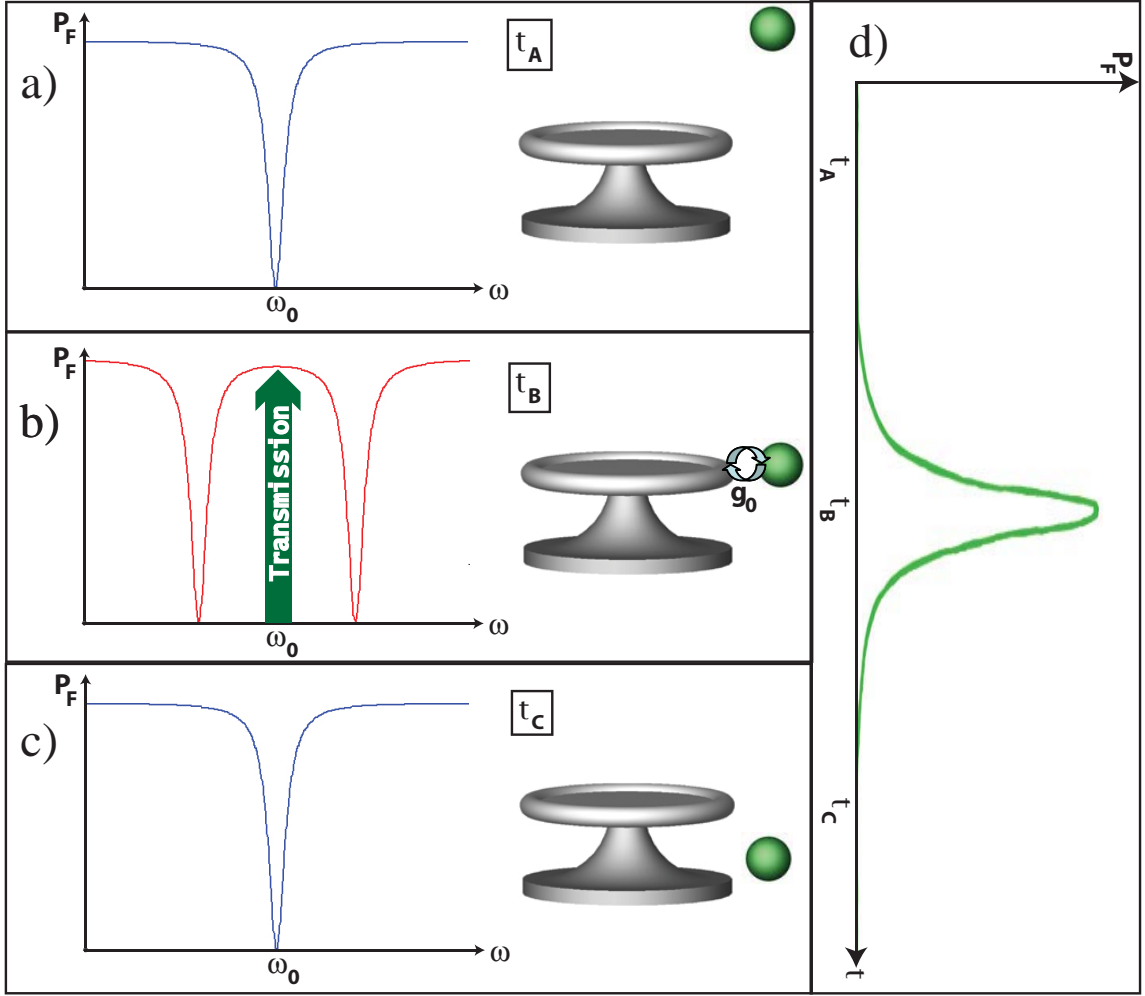 a)
P_F
t_A
ω_0
ω
b)
P_F
t_B
Transmission
g_0
ω_0
ω
c)
P_F
t_C
ω_0
ω
d)
P_F
t_A
t_B
t_C
t